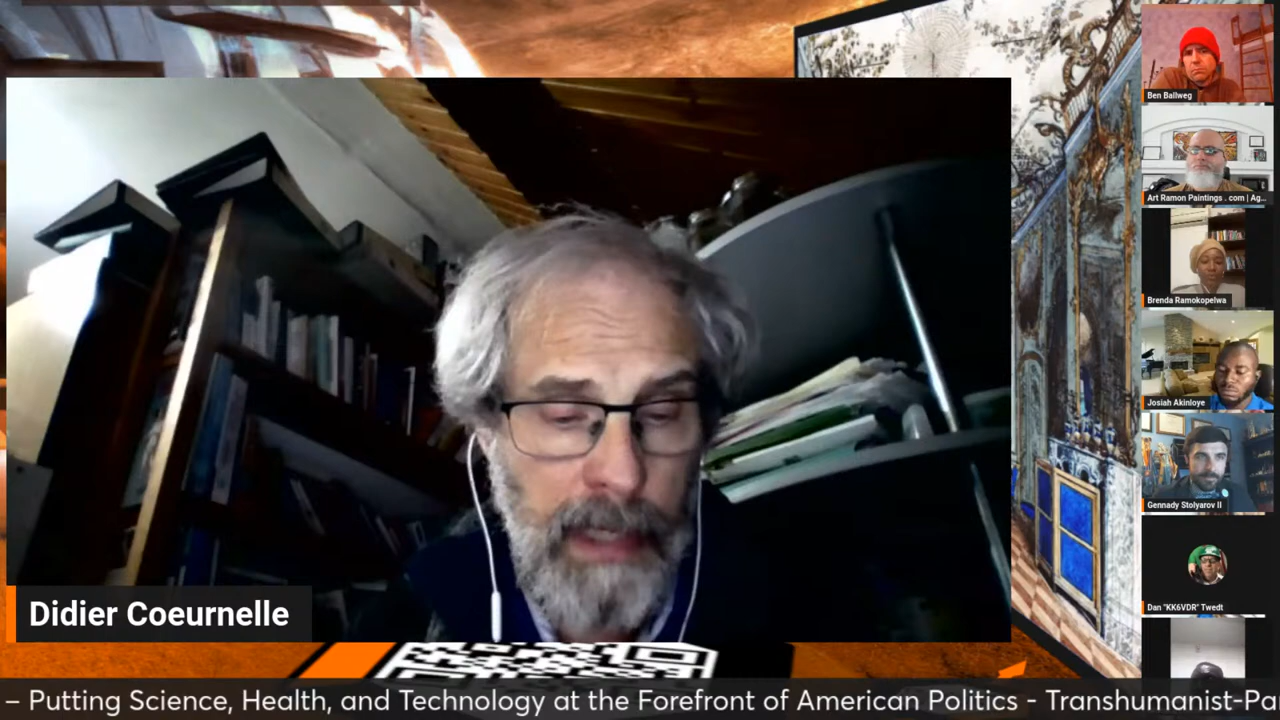 Ben Ballweg
Art Ramon Paintings . com | Ag...
Brenda Ramokopelwa
Josiah Akinloye
Gennady Stolyarov II
Dan "KK6VDR" Twedt
Didier Coeurnelle
– Putting Science, Health, and Technology at the Forefront of American Politics - Transhumanist-Pa